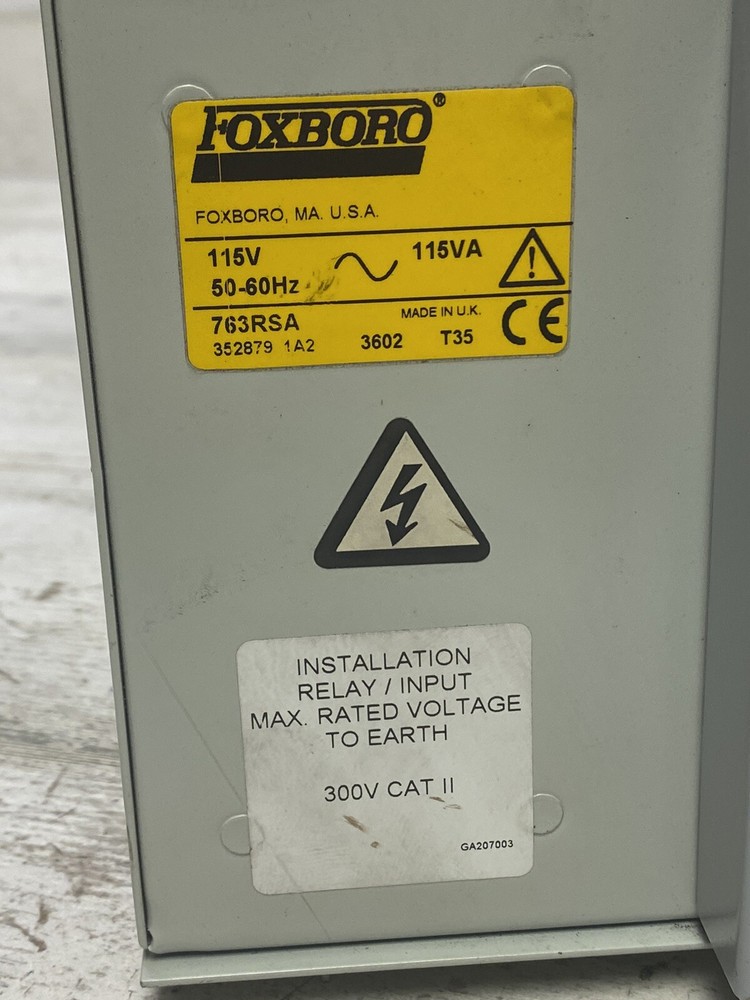 FOXBORO®
FOXBORO, MA. U.S.A.
115V 115VA
50-60Hz
763RSA MADE IN U.K. CE
352879 1A2 3602 T35
INSTALLATION
RELAY / INPUT
MAX. RATED VOLTAGE
TO EARTH
300V CAT II
GA207003